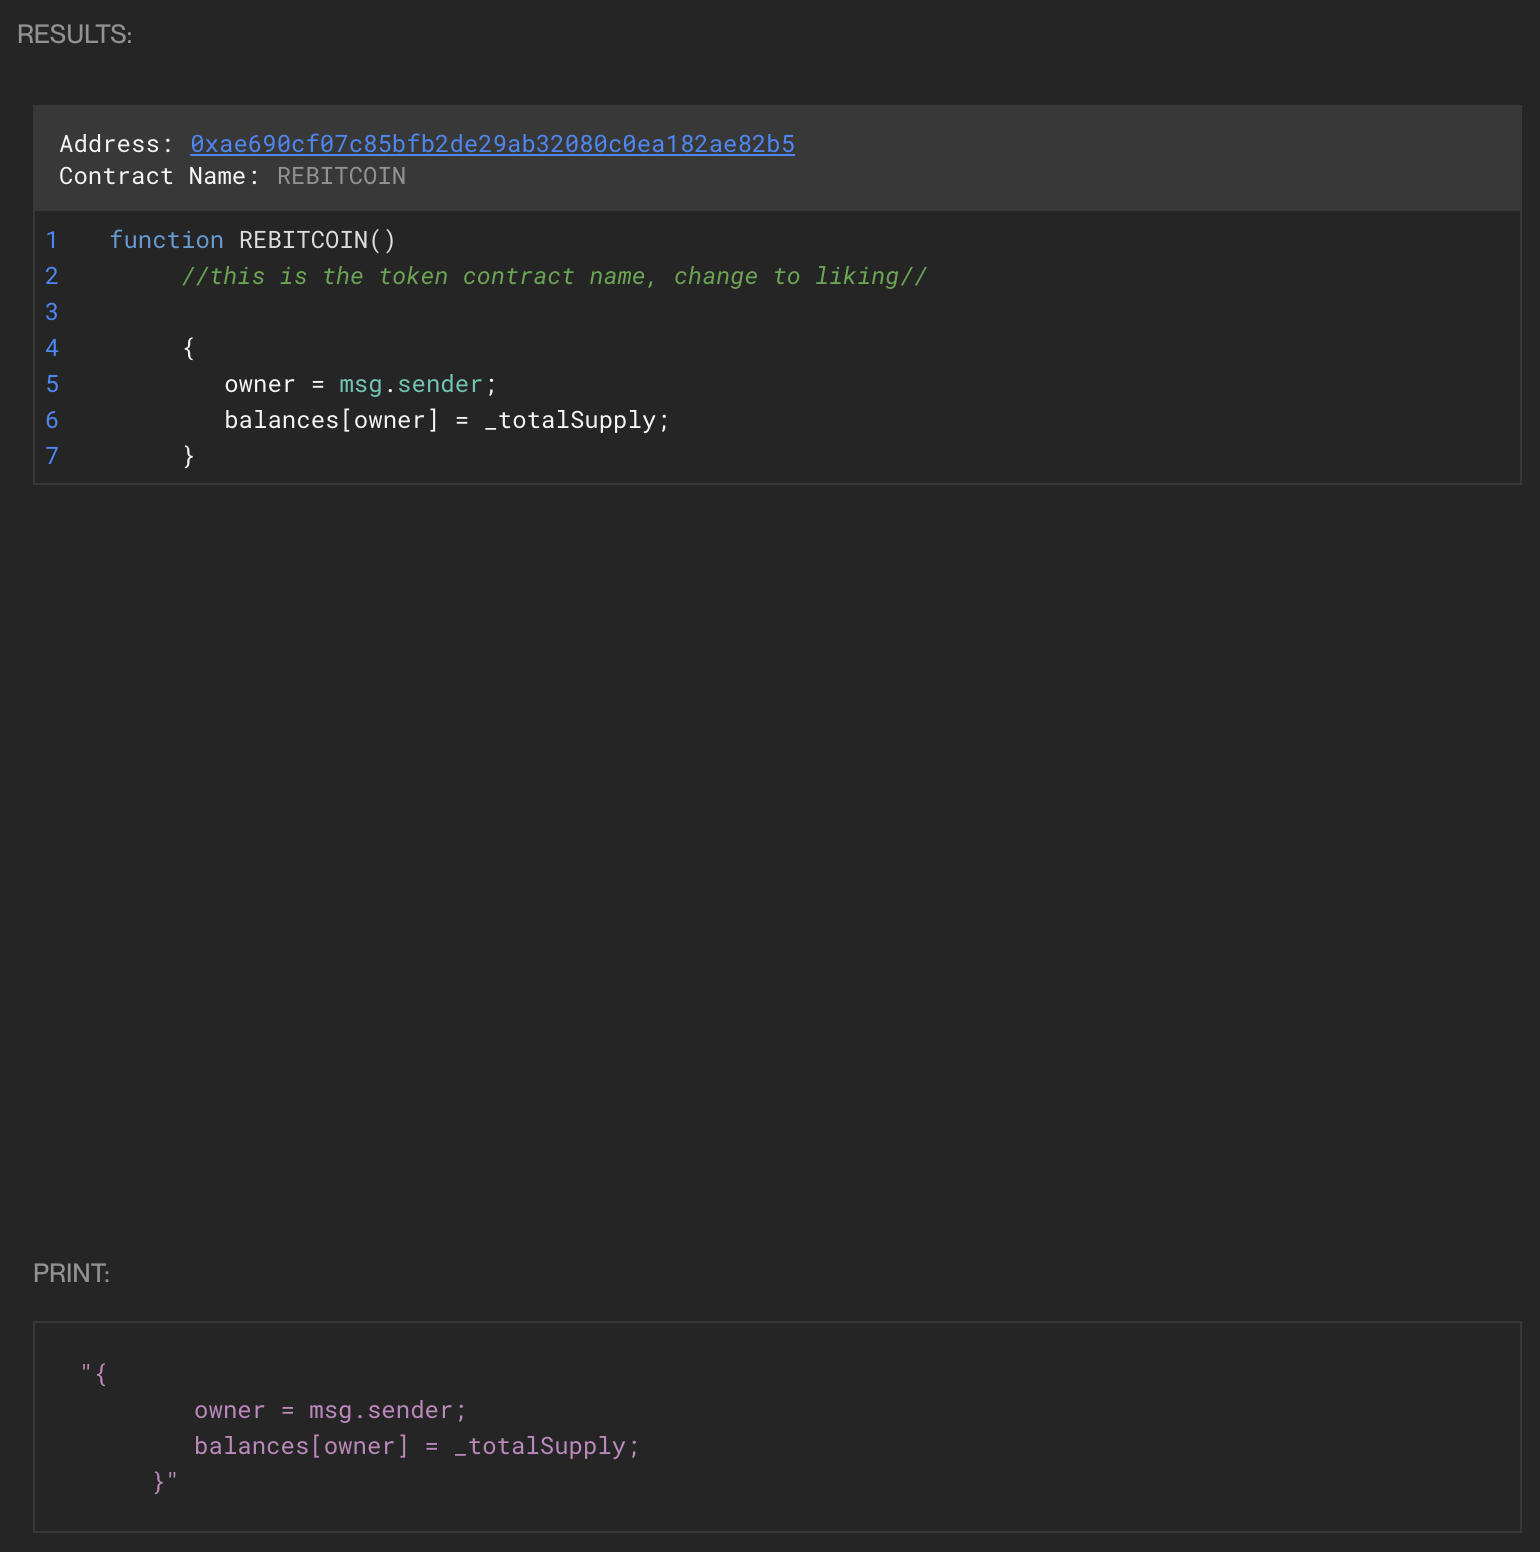 RESULTS:
Address: 0xae690cf07c85bfb2de29ab32080c0ea182ae82b5
Contract Name: REBITCOIN
1 function REBITCOIN()
2 //this is the token contract name, change to liking//
3
4 {
5 owner = msg.sender;
6 balances[owner] = _totalSupply;
7 }
PRINT:
"{
owner = msg.sender;
balances[owner] = _totalSupply;
}"